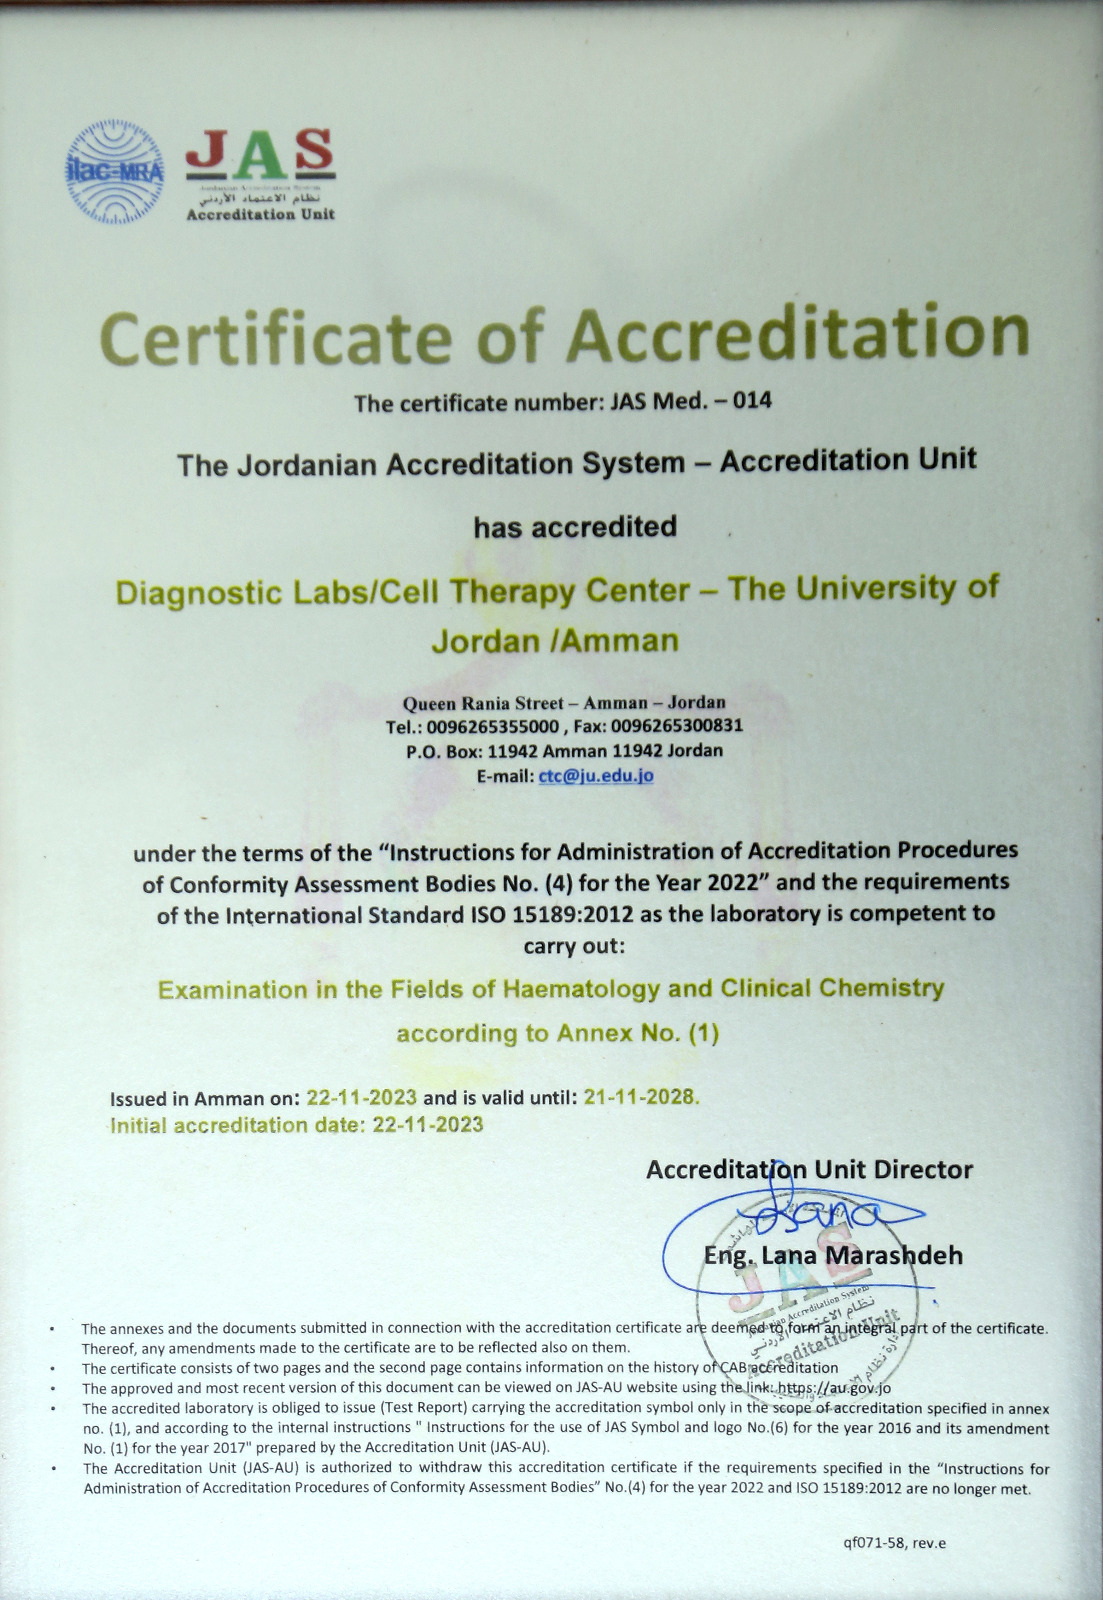 ilac-MRA
JAS
Jordanian Accreditation System
نظام الاعتماد الأردني
Accreditation Unit
Certificate of Accreditation
The certificate number: JAS Med. – 014
The Jordanian Accreditation System – Accreditation Unit
has accredited
Diagnostic Labs/Cell Therapy Center – The University of
Jordan /Amman
Queen Rania Street – Amman – Jordan
Tel.: 0096265355000 , Fax: 0096265300831
P.O. Box: 11942 Amman 11942 Jordan
E-mail: ctc@ju.edu.jo
under the terms of the “Instructions for Administration of Accreditation Procedures
of Conformity Assessment Bodies No. (4) for the Year 2022” and the requirements
of the International Standard ISO 15189:2012 as the laboratory is competent to
carry out:
Examination in the Fields of Haematology and Clinical Chemistry
according to Annex No. (1)
Issued in Amman on: 22-11-2023 and is valid until: 21-11-2028.
Initial accreditation date: 22-11-2023
Accreditation Unit Director
Lana
Eng. Lana Marashdeh
JAS
Accreditation System
نظام الاعتماد الأردني
Accreditation Unit
• The annexes and the documents submitted in connection with the accreditation certificate are deemed to form an integral part of the certificate.
Thereof, any amendments made to the certificate are to be reflected also on them.
• The certificate consists of two pages and the second page contains information on the history of CAB accreditation
• The approved and most recent version of this document can be viewed on JAS-AU website using the link: https://au.gov.jo
• The accredited laboratory is obliged to issue (Test Report) carrying the accreditation symbol only in the scope of accreditation specified in annex
no. (1), and according to the internal instructions " Instructions for the use of JAS Symbol and logo No.(6) for the year 2016 and its amendment
No. (1) for the year 2017" prepared by the Accreditation Unit (JAS-AU).
• The Accreditation Unit (JAS-AU) is authorized to withdraw this accreditation certificate if the requirements specified in the “Instructions for
Administration of Accreditation Procedures of Conformity Assessment Bodies” No.(4) for the year 2022 and ISO 15189:2012 are no longer met.
qf071-58, rev.e